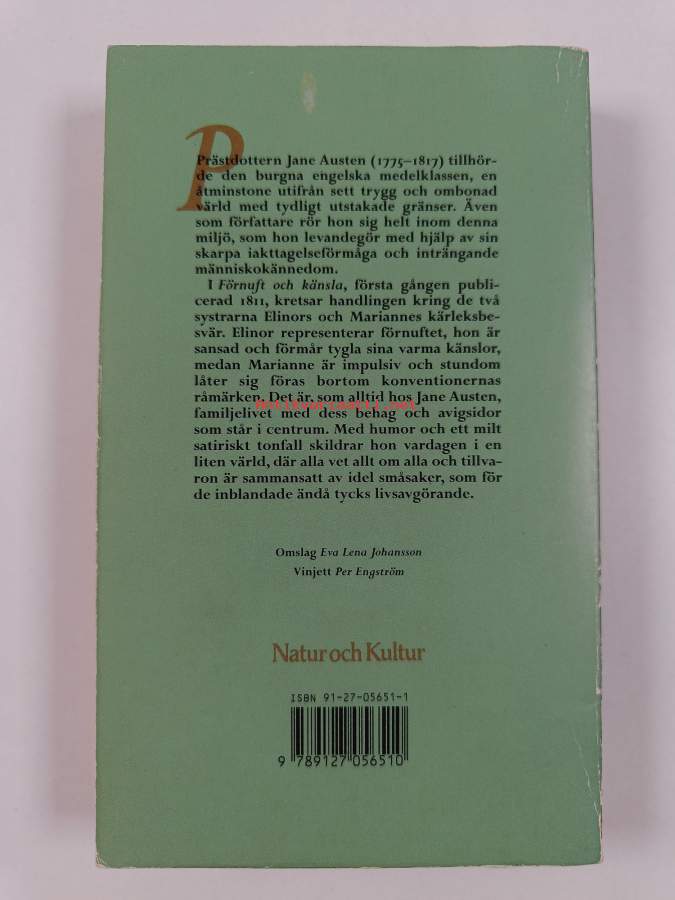 Prästdottern Jane Austen (1775–1817) tillhör-
de den burgna engelska medelklassen, en
åtminstone utifrån sett trygg och ombonad
värld med tydligt utstakade gränser. Även
som författare rör hon sig helt inom denna
miljö, som hon levandegör med hjälp av sin
skarpa iakttagelseförmåga och inträngande
människokännedom.
I Förnuft och känsla, första gången publi-
cerad 1811, kretsar handlingen kring de två
systrarna Elinors och Mariannes kärleksbe-
svär. Elinor representerar förnuftet, hon är
sansad och förmår tygla sina varma känslor,
medan Marianne är impulsiv och stundom
låter sig föras bortom konventionernas
råmärken. Det är, som alltid hos Jane Austen,
familjelivet med dess behag och avigsidor
som står i centrum. Med humor och ett milt
satiriskt tonfall skildrar hon vardagen i en
liten värld, där alla vet allt om alla och tillva-
ron är sammansatt av idel småsaker, som för
de inblandade ändå tycks livsavgörande.
Omslag Eva Lena Johansson
Vinjett Per Engström
Natur och Kultur
ISBN 91-27-05651-1
9 789127 056510